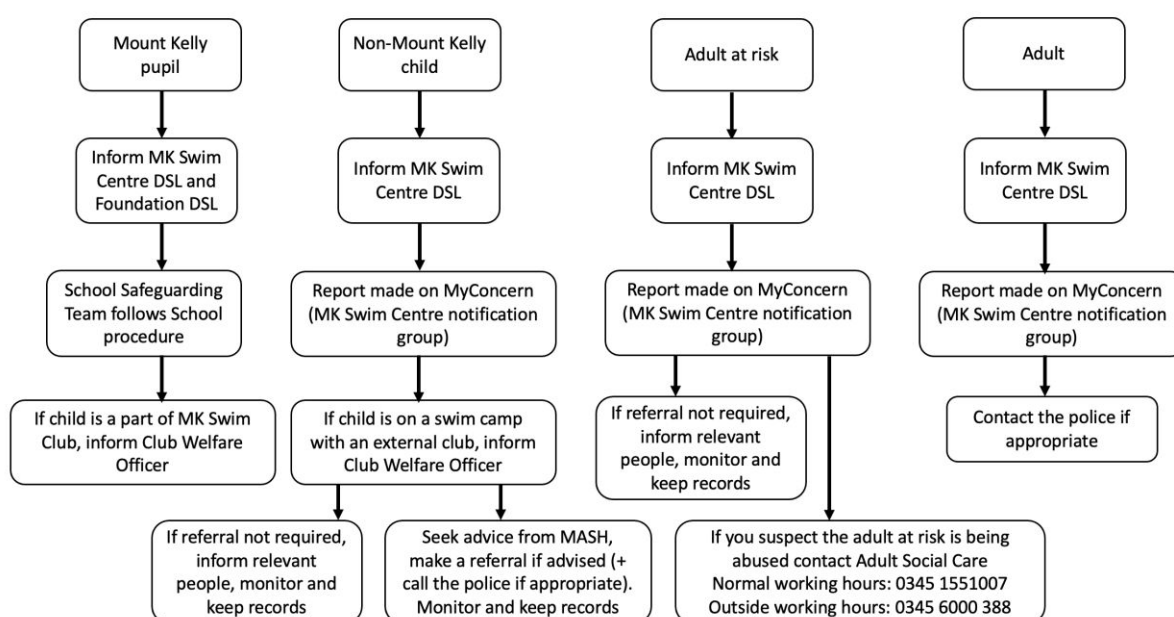 Mount Kelly
pupil
Non-Mount Kelly
child
Adult at risk
Adult
Inform MK Swim
Centre DSL and
Foundation DSL
Inform MK Swim
Centre DSL
Inform MK Swim
Centre DSL
Inform MK Swim
Centre DSL
School Safeguarding
Team follows School
procedure
Report made on MyConcern
(MK Swim Centre notification
group)
Report made on MyConcern
(MK Swim Centre notification
group)
Report made on MyConcern
(MK Swim Centre notification
group)
If child is a part of MK Swim
Club, inform Club Welfare
Officer
If child is on a swim camp
with an external club, inform
Club Welfare Officer
If referral not required,
inform relevant
people, monitor and
keep records
Contact the police if
appropriate
If referral not required,
inform relevant
people, monitor and
keep records
Seek advice from MASH,
make a referral if advised (+
call the police if appropriate).
Monitor and keep records
If you suspect the adult at risk is being
abused contact Adult Social Care
Normal working hours: 0345 1551007
Outside working hours: 0345 6000 388